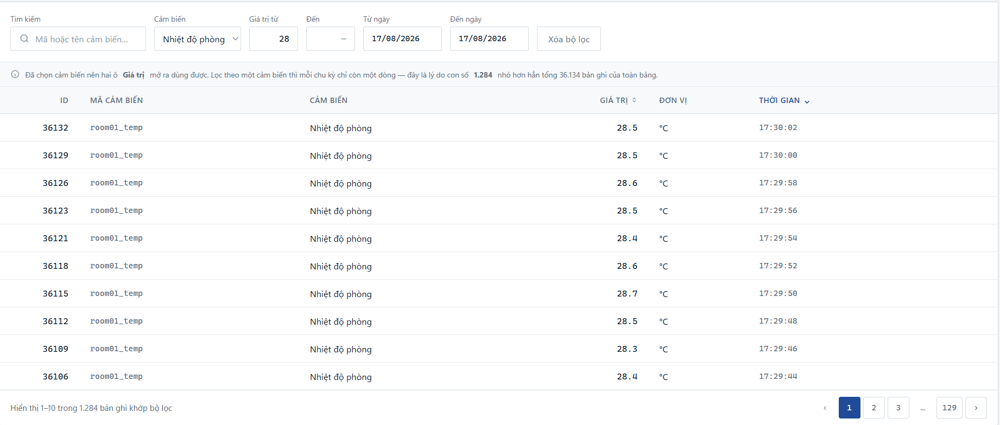 Tìm kiếm Cảm biến Giá trị từ Đến Từ ngày Đến ngày
Mã hoặc tên cảm biến... Nhiệt độ phòng 28 – 17/08/2026 17/08/2026 Xóa bộ lọc
Đã chọn cảm biến nên hai ô Giá trị mở ra dùng được. Lọc theo một cảm biến thì mỗi chu kỳ chỉ còn một dòng — đây là lý do con số 1.284 nhỏ hơn hẳn tổng 36.134 bản ghi của toàn bảng.
ID MÃ CẢM BIẾN CẢM BIẾN GIÁ TRỊ ĐƠN VỊ THỜI GIAN
36132 room01_temp Nhiệt độ phòng 28.5 °C 17:30:02
36129 room01_temp Nhiệt độ phòng 28.5 °C 17:30:00
36126 room01_temp Nhiệt độ phòng 28.6 °C 17:29:58
36123 room01_temp Nhiệt độ phòng 28.5 °C 17:29:56
36121 room01_temp Nhiệt độ phòng 28.4 °C 17:29:54
36118 room01_temp Nhiệt độ phòng 28.6 °C 17:29:52
36115 room01_temp Nhiệt độ phòng 28.7 °C 17:29:50
36112 room01_temp Nhiệt độ phòng 28.5 °C 17:29:48
36109 room01_temp Nhiệt độ phòng 28.3 °C 17:29:46
36106 room01_temp Nhiệt độ phòng 28.4 °C 17:29:44
Hiển thị 1–10 trong 1.284 bản ghi khớp bộ lọc ‹ 1 2 3 ... 129 ›